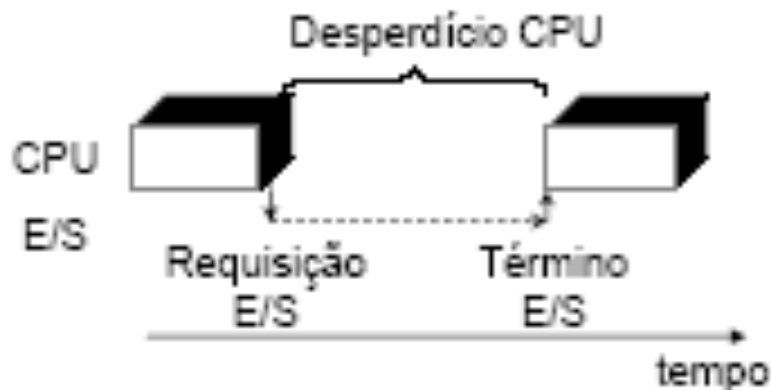 Desperdício CPU
CPU
E/S
Requisição
E/S
Término
E/S
tempo